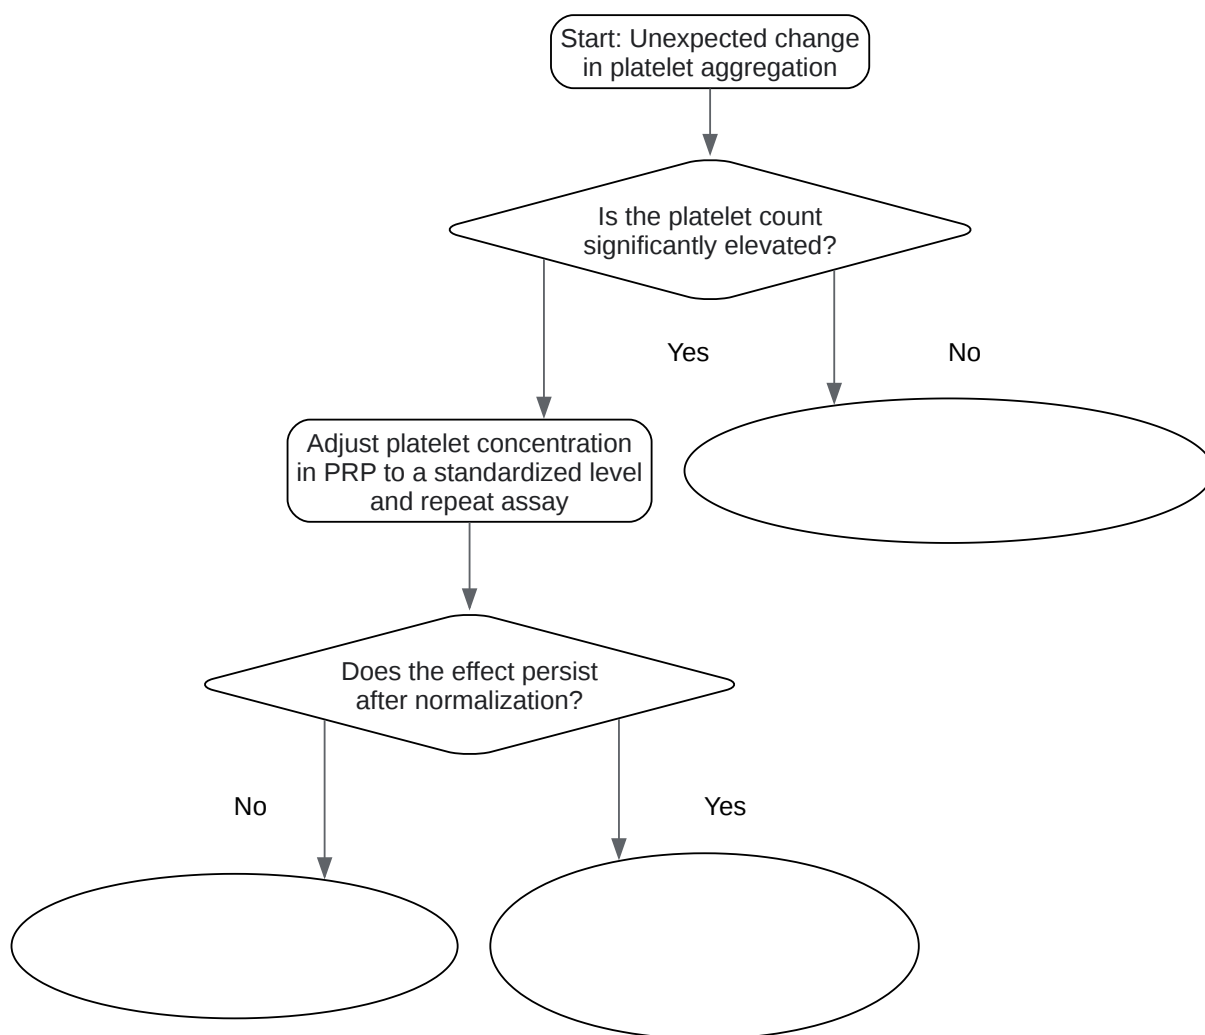 Start: Unexpected change
in platelet aggregation
Is the platelet count
significantly elevated?
Yes
No
Adjust platelet concentration
in PRP to a standardized level
and repeat assay
Does the effect persist
after normalization?
No
Yes